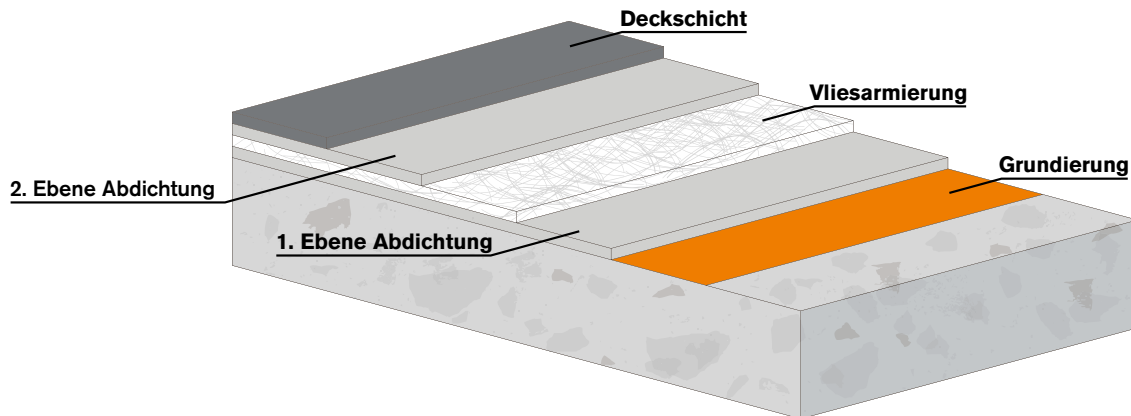 Deckschicht
Vliesarmierung
Grundierung
2. Ebene Abdichtung
1. Ebene Abdichtung